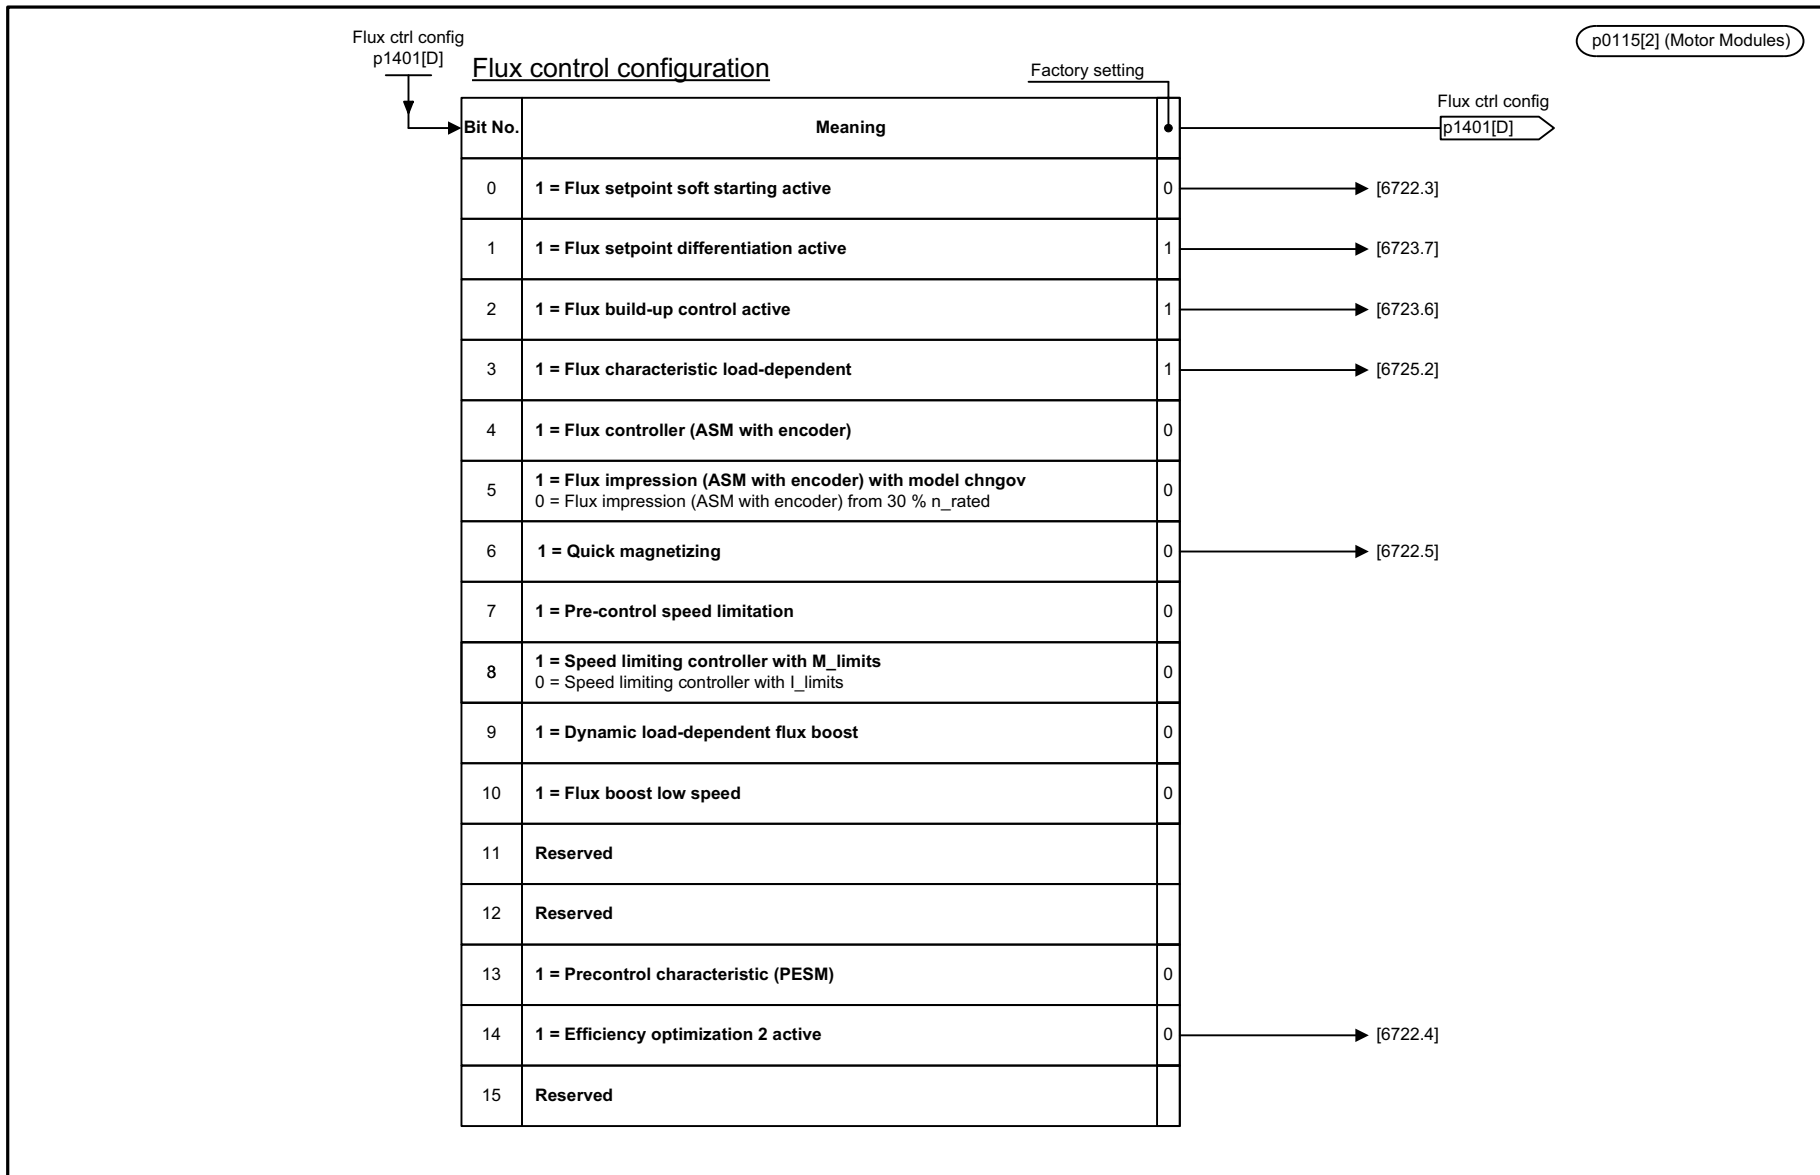 Flux ctrl config
p1401[D]
Flux control configuration
Factory setting
p0115[2] (Motor Modules)
Flux ctrl config
p1401[D]
Bit No. Meaning
0 1 = Flux setpoint soft starting active 0 [6722.3]
1 1 = Flux setpoint differentiation active 1 [6723.7]
2 1 = Flux build-up control active 1 [6723.6]
3 1 = Flux characteristic load-dependent 1 [6725.2]
4 1 = Flux controller (ASM with encoder) 0
5 1 = Flux impression (ASM with encoder) with model chngov
0 = Flux impression (ASM with encoder) from 30 % n_rated 0
6 1 = Quick magnetizing 0 [6722.5]
7 1 = Pre-control speed limitation 0
8 1 = Speed limiting controller with M_limits
0 = Speed limiting controller with I_limits 0
9 1 = Dynamic load-dependent flux boost 0
10 1 = Flux boost low speed 0
11 Reserved
12 Reserved
13 1 = Precontrol characteristic (PESM) 0
14 1 = Efficiency optimization 2 active 0 [6722.4]
15 Reserved